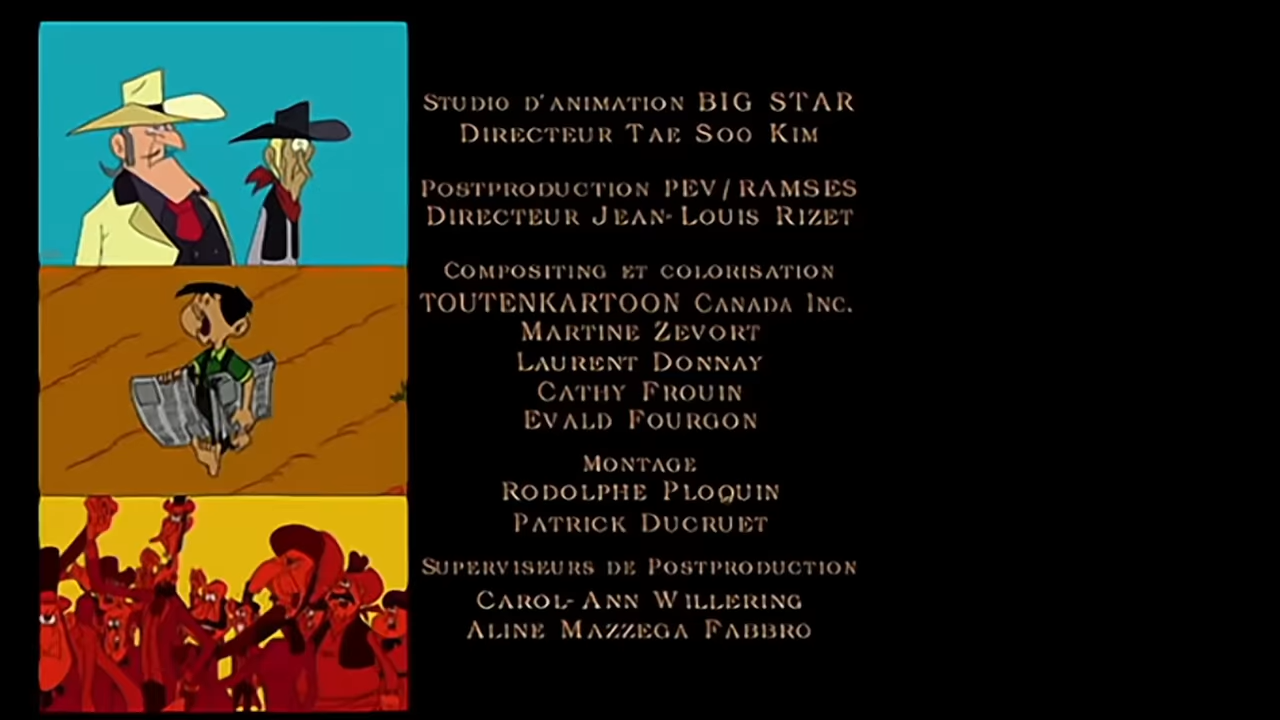 Studio d'animation BIG STAR
Directeur Tae Soo Kim
Postproduction PEV/RAMSES
Directeur Jean-Louis Rizet
Compositing et colorisation
TOUTENKARTOON Canada Inc.
Martine Zevort
Laurent Donnay
Cathy Frouin
Evald Fourgon
Montage
Rodolphe Ploquin
Patrick Ducruet
Superviseurs de Postproduction
Carol-Ann Willering
Aline Mazzega Fabbro